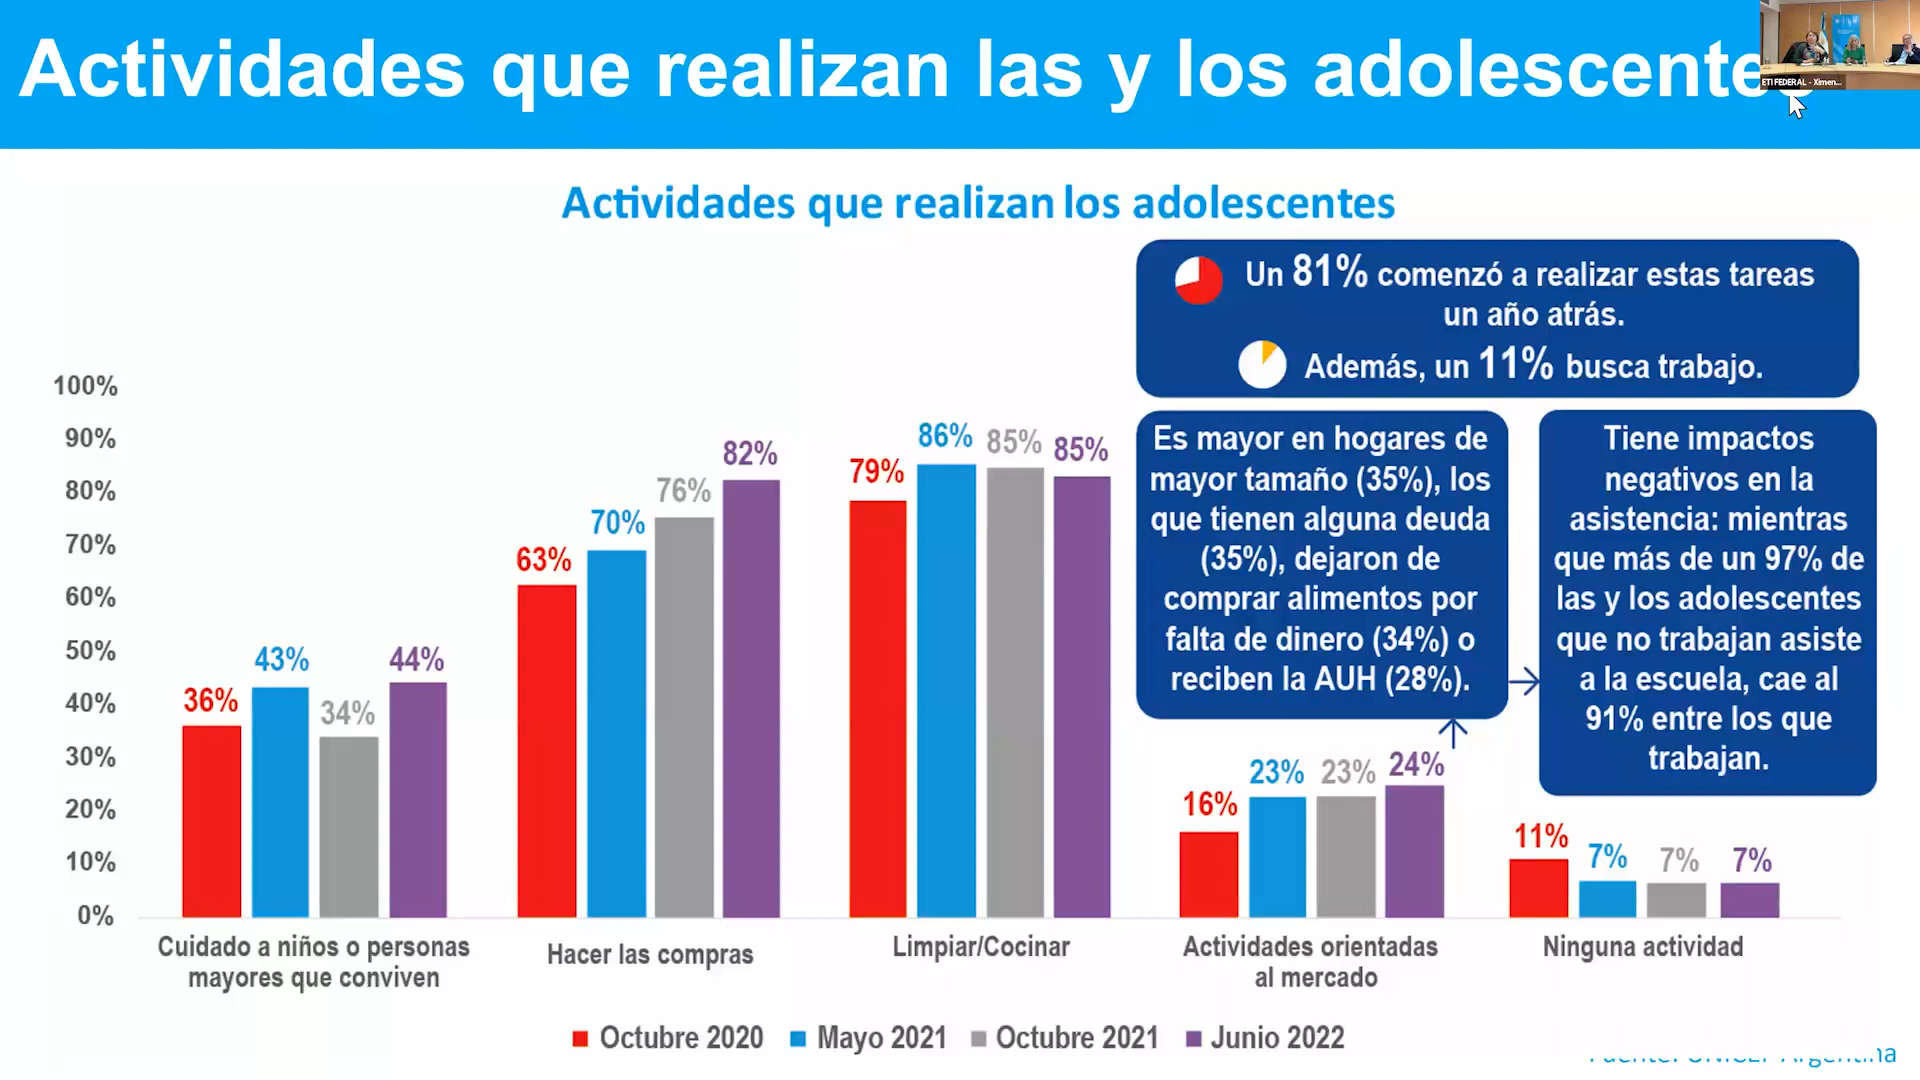 Actividades que realizan las y los adolescente
ETI FEDERAL - Ximen...
Actividades que realizan los adolescentes
Un 81% comenzó a realizar estas tareas
un año atrás.
Además, un 11% busca trabajo.
Es mayor en hogares de
mayor tamaño (35%), los
que tienen alguna deuda
(35%), dejaron de
comprar alimentos por
falta de dinero (34%) o
reciben la AUH (28%).
Tiene impactos
negativos en la
asistencia: mientras
que más de un 97% de
las y los adolescentes
que no trabajan asiste
a la escuela, cae al
91% entre los que
trabajan.
100%
90%
80%
70%
60%
50%
40%
30%
20%
10%
0%
36% 43% 34% 44%
63% 70% 76% 82%
79% 86% 85% 85%
16% 23% 23% 24%
11% 7% 7% 7%
Cuidado a niños o personas
mayores que conviven
Hacer las compras
Limpiar/Cocinar
Actividades orientadas
al mercado
Ninguna actividad
Octubre 2020 Mayo 2021 Octubre 2021 Junio 2022
Fuente: UNICEF Argentina